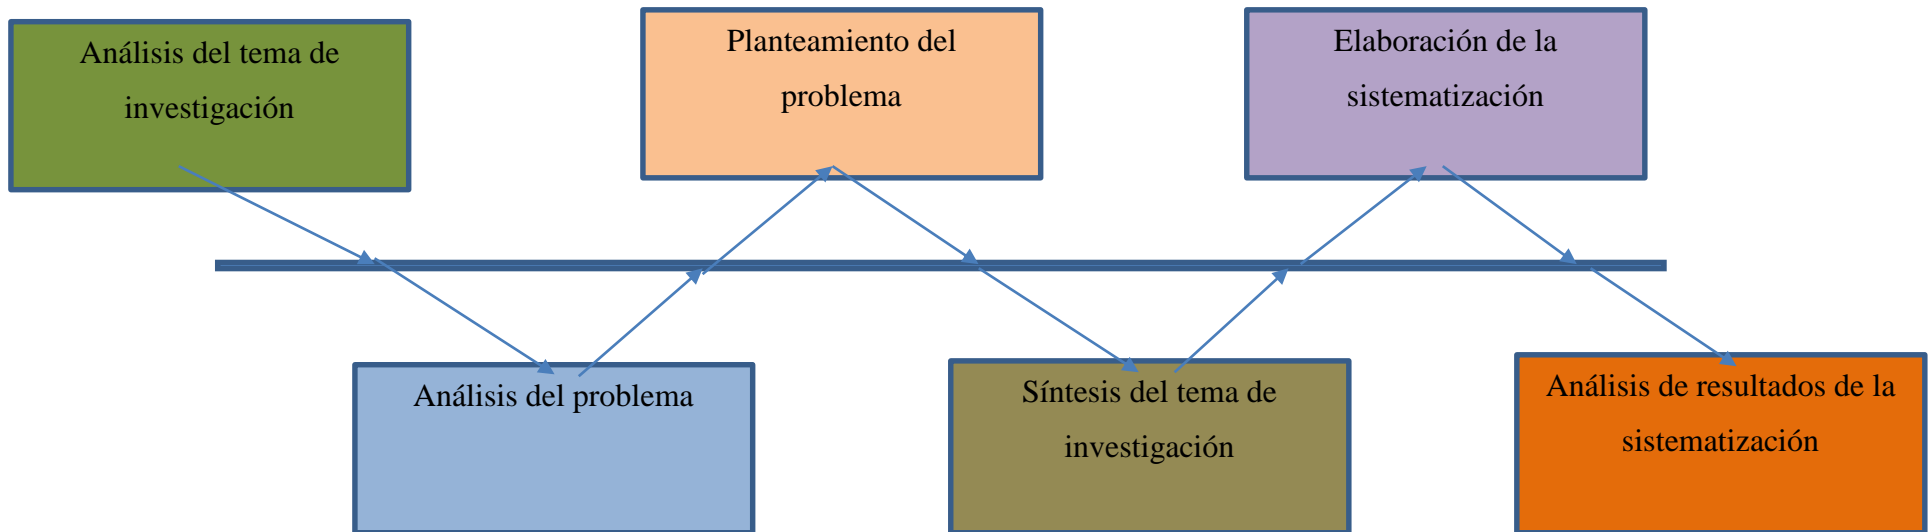 Análisis del tema de
investigación
Planteamiento del
problema
Elaboración de la
sistematización
Análisis del problema
Síntesis del tema de
investigación
Análisis de resultados de la
sistematización